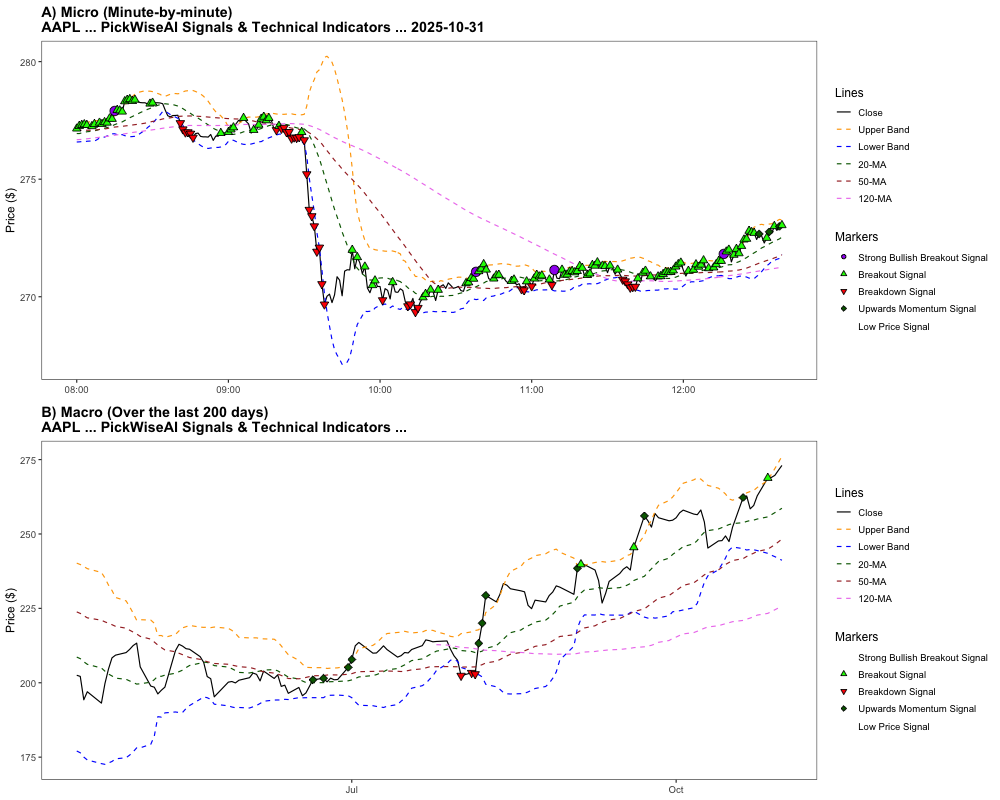 A) Micro (Minute-by-minute)
AAPL ... PickWiseAI Signals & Technical Indicators ... 2025-10-31
280
275
270
Price ($)
08:00
09:00
10:00
11:00
12:00
Lines
Close
Upper Band
Lower Band
20-MA
50-MA
120-MA
Markers
Strong Bullish Breakout Signal
Breakout Signal
Breakdown Signal
Upwards Momentum Signal
Low Price Signal
B) Macro (Over the last 200 days)
AAPL ... PickWiseAI Signals & Technical Indicators ...
275
250
225
200
175
Price ($)
Jul
Oct
Lines
Close
Upper Band
Lower Band
20-MA
50-MA
120-MA
Markers
Strong Bullish Breakout Signal
Breakout Signal
Breakdown Signal
Upwards Momentum Signal
Low Price Signal